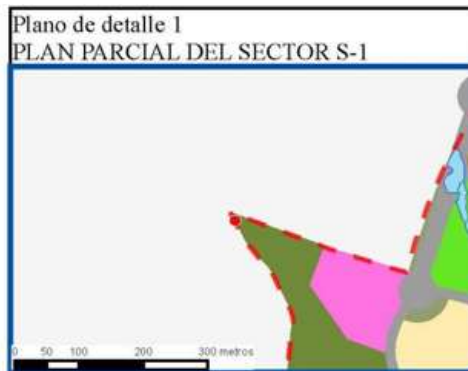 Plano de detalle 1
PLAN PARCIAL DEL SECTOR S-1
0 50 100 200 300 metros